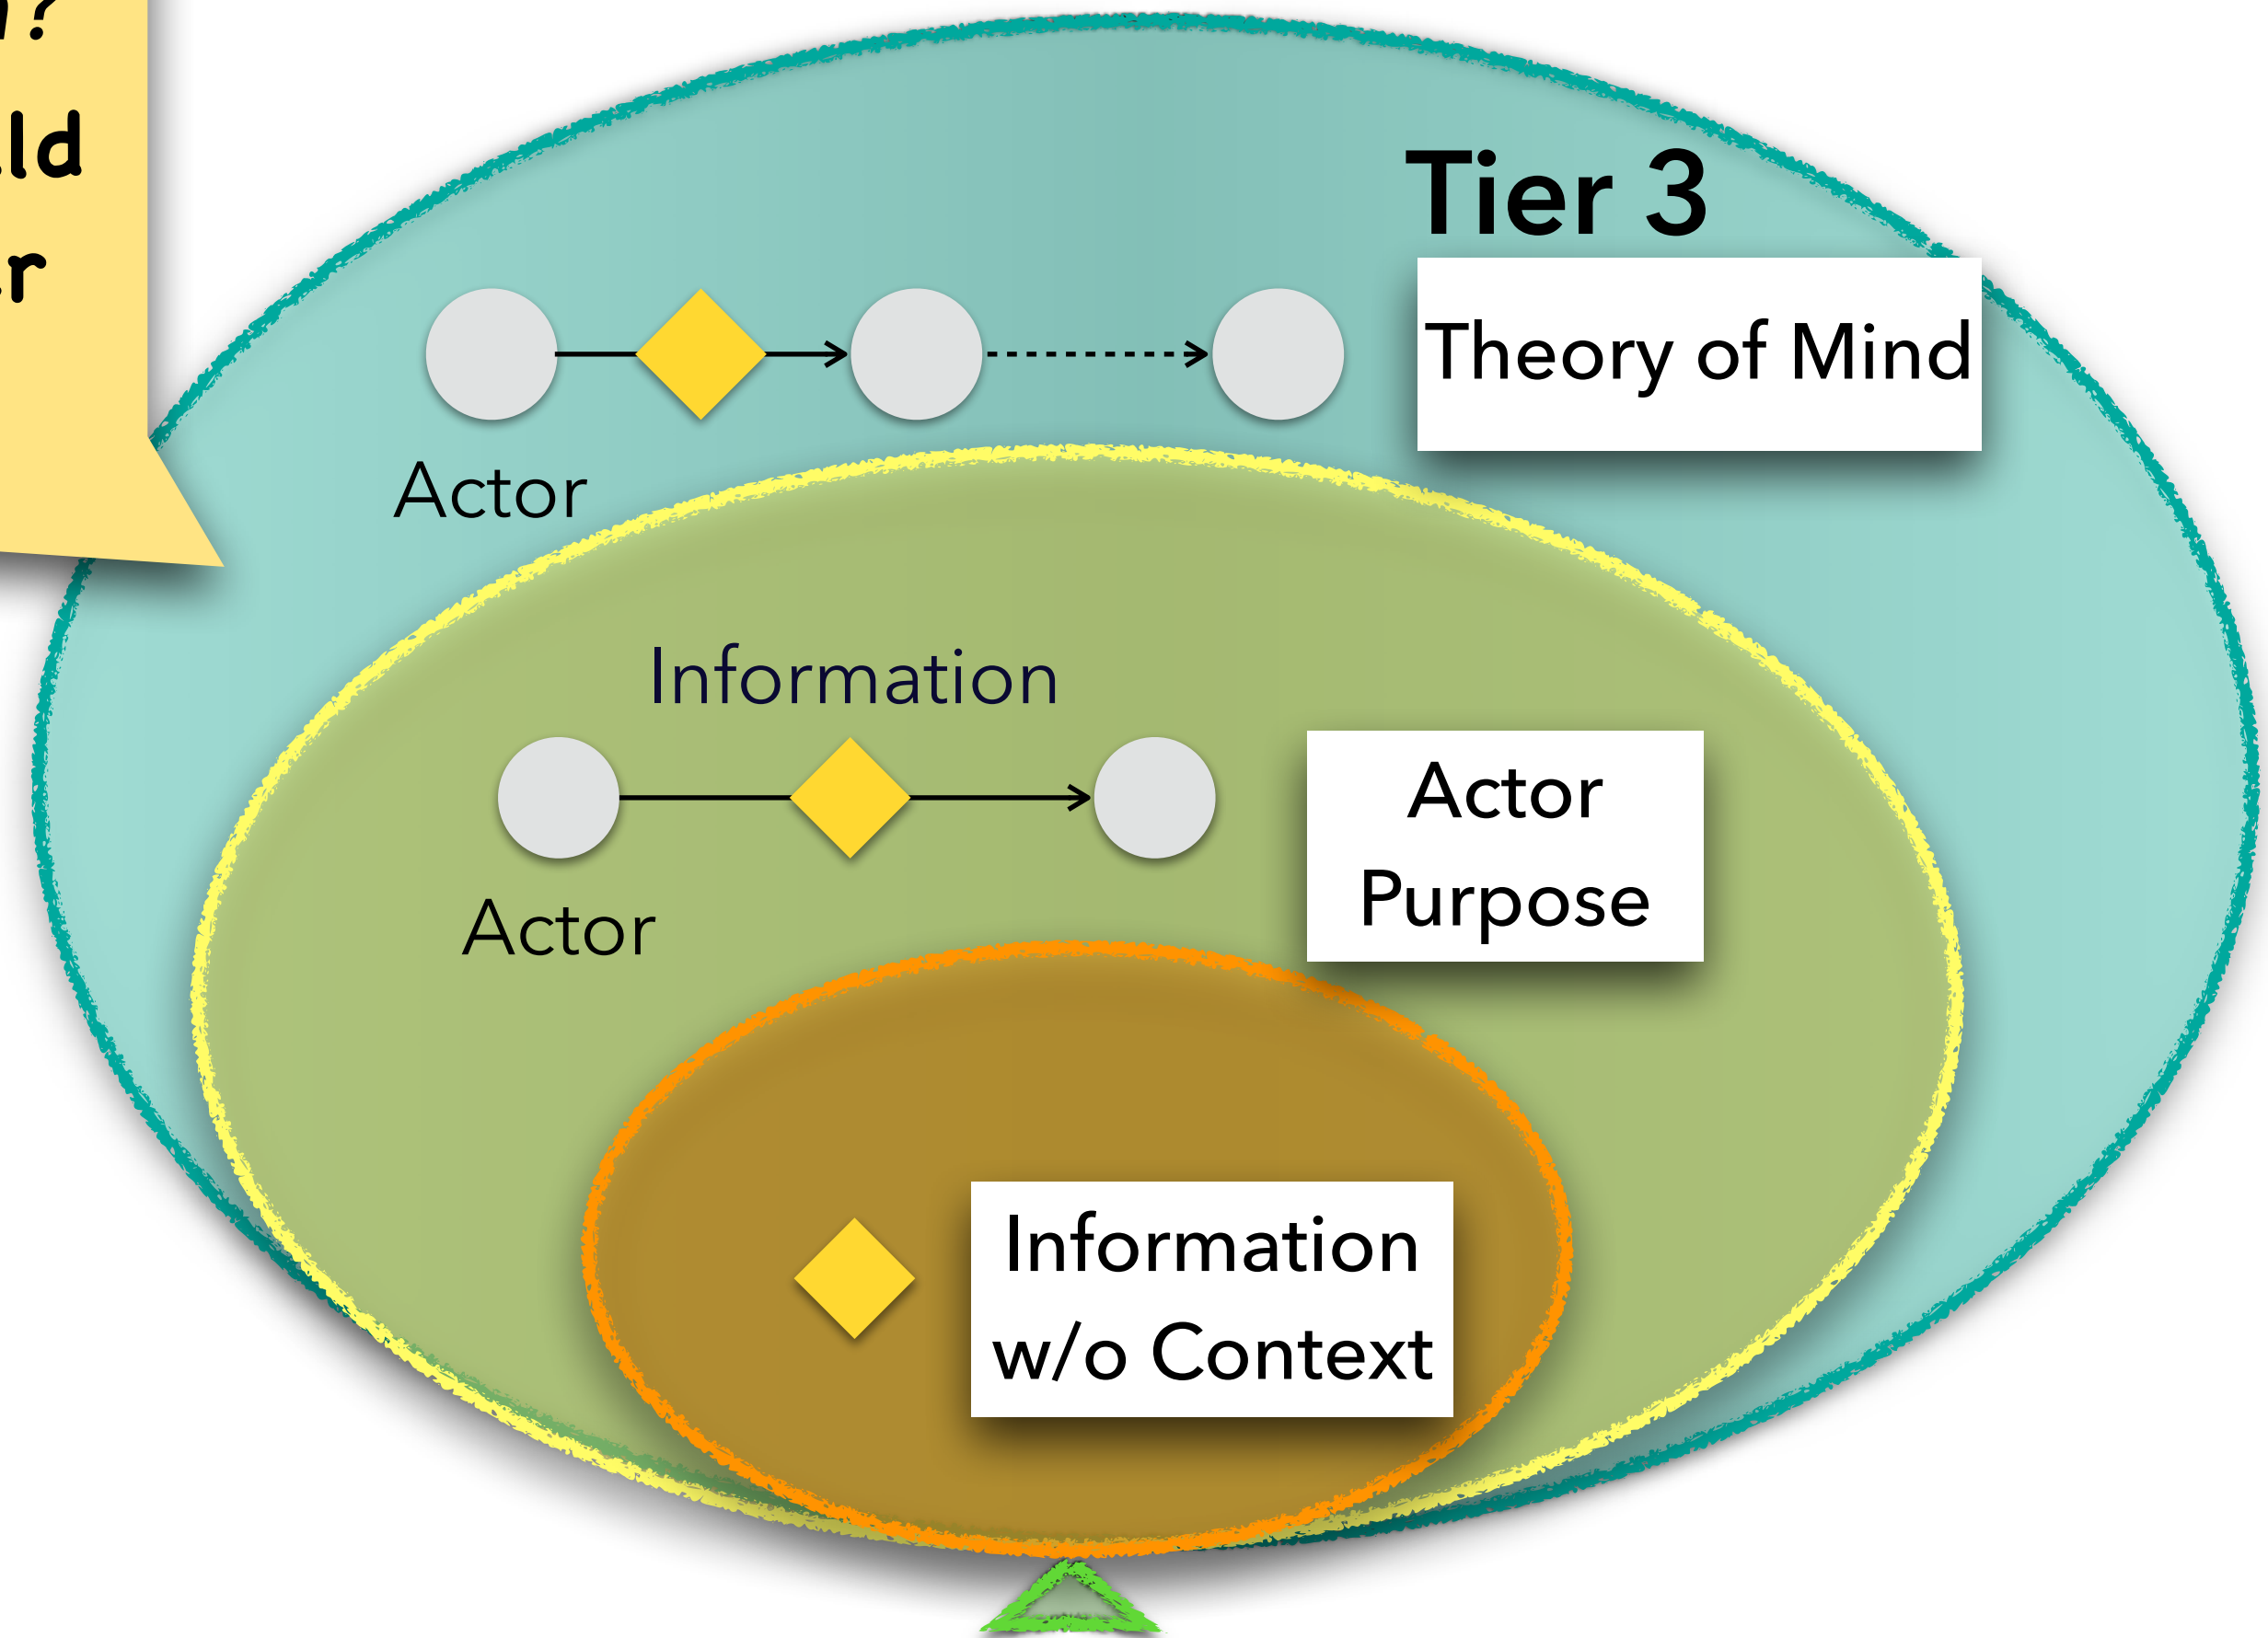 Tier 3
Theory of Mind
Actor
Information
Actor
Purpose
Actor
Information
w/o Context